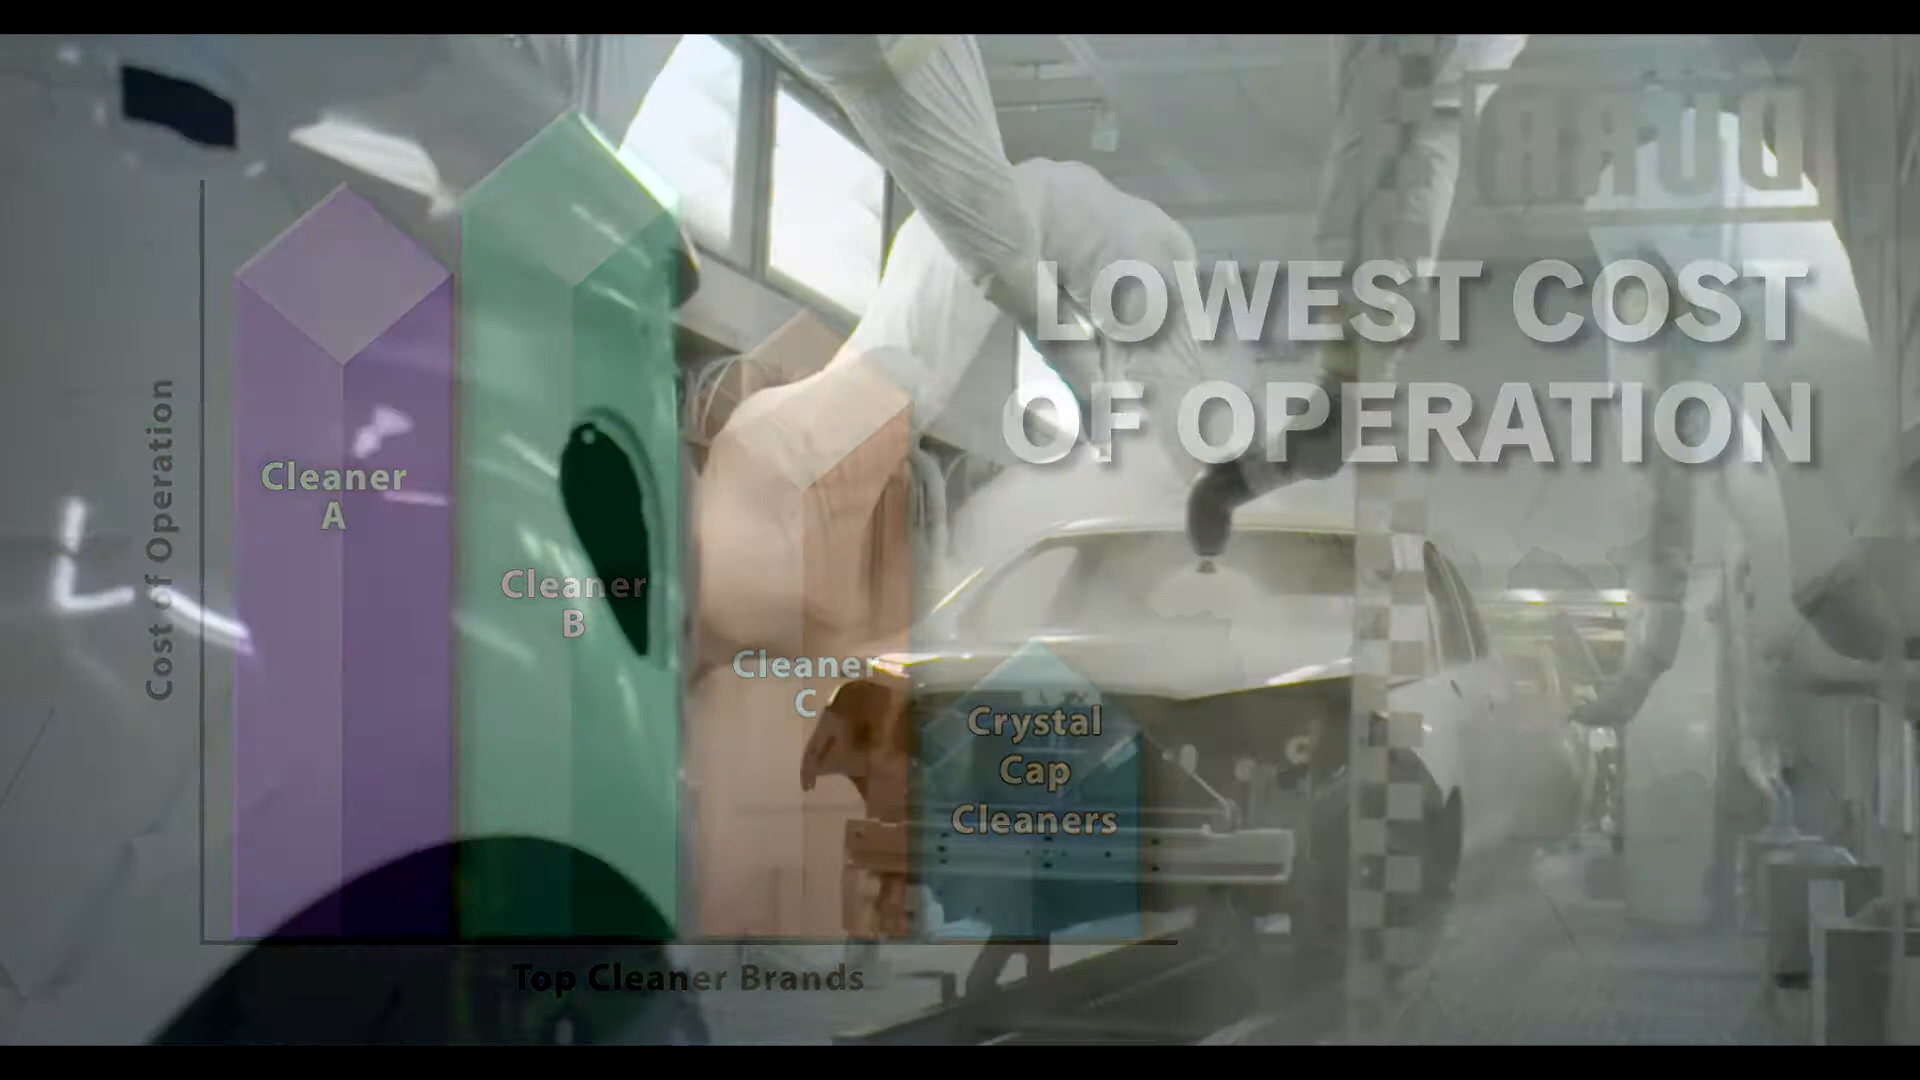 LOWEST COST
OF OPERATION
Cost of Operation
Cleaner
A
Cleaner
B
Cleaner
C
Crystal
Cap
Cleaners
Top Cleaner Brands